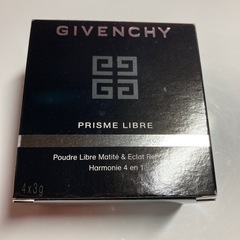 GIVENCHY
PRISME LIBRE
Poudre Libre Matité & Eclat
Harmonie 4 en 1
4x3g